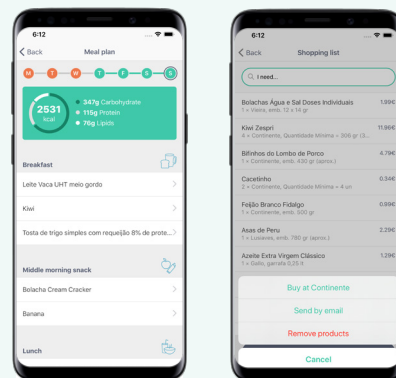 6:12
Back Meal plan
M T W T F S S
2531
kcal
347g Carbohydrate
115g Protein
76g Lipids
Breakfast
Leite Vaca UHT meio gordo
Kiwi
Tosta de trigo simples com requeijão 8% de prote...
Middle morning snack
Bolacha Cream Cracker
Banana
Lunch
6:12
Back Shopping list
I need...
Bolachas Água e Sal Doses Individuais 1.99€
1 × Vieira, emb. 12 x 14 gr
Kiwi Zespri 11.96€
4 × Continente, Quantidade Mínima = 306 gr (3...
Bifinhos do Lombo de Porco 4.79€
1 × Continente, emb. 430 gr (aprox.)
Cacetinho 0.34€
2 × Continente, Quantidade Mínima = 4 un
Feijão Branco Fidalgo 0.89€
1 × Continente, emb. 500 gr
Asas de Peru 2.29€
1 × Lusiaves, emb. 780 gr (aprox.)
Azeite Extra Virgem Clássico 1.29€
1 × Gallo, garrafa 0,25 lt
Buy at Continente
Send by email
Remove products
Cancel